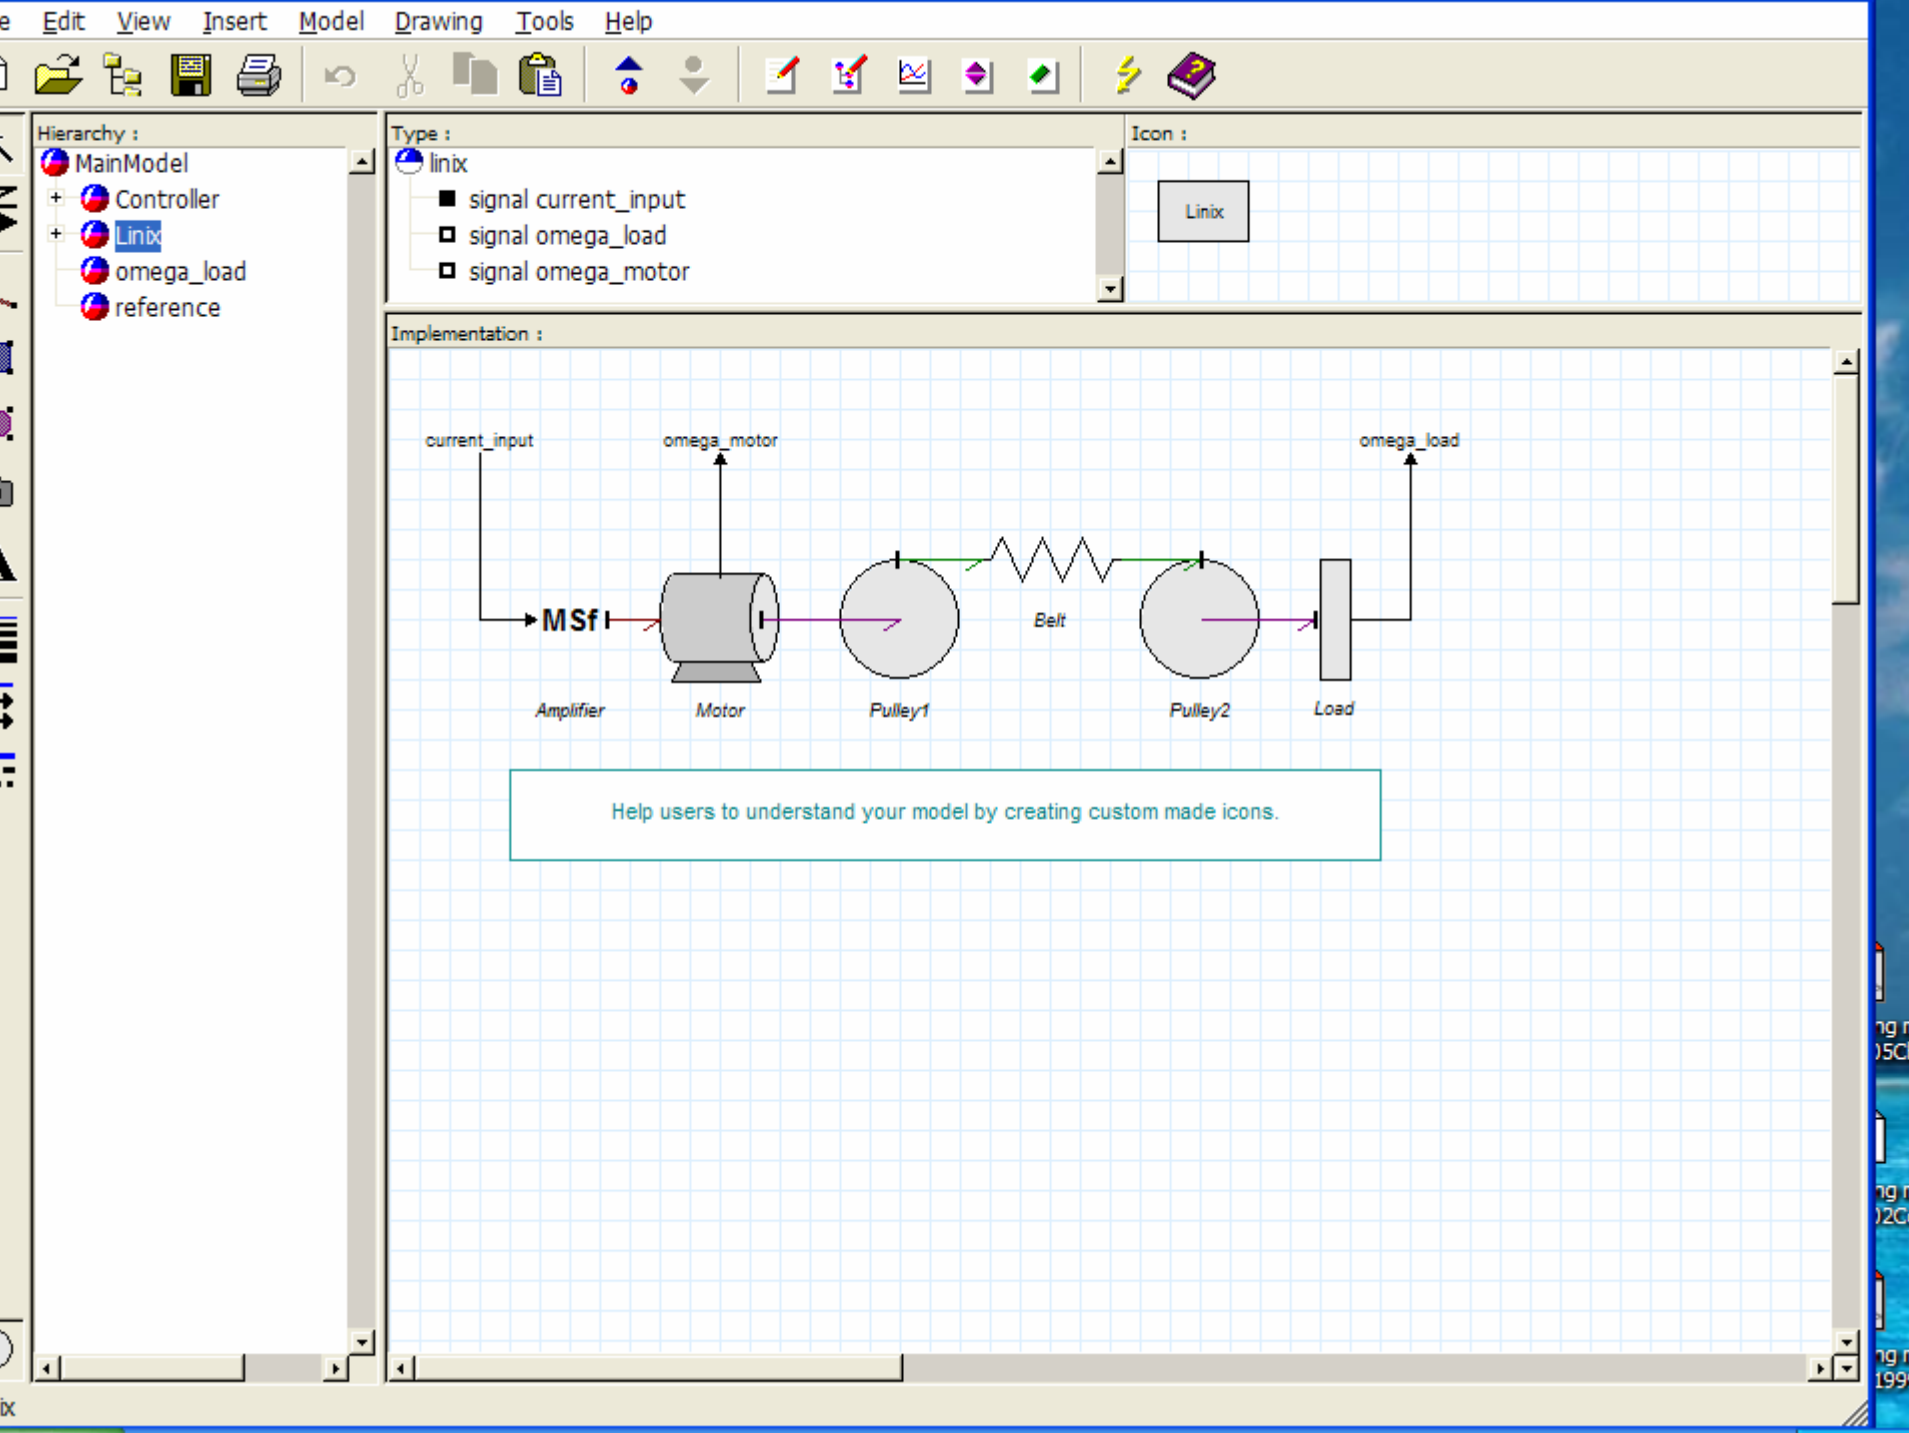 e Edit View Insert Model Drawing Tools Help
Hierarchy :
MainModel
Controller
Linix
omega_load
reference
Type :
linix
signal current_input
signal omega_load
signal omega_motor
Icon :
Linix
Implementation :
current_input omega_motor omega_load
MSf
Belt
Amplifier Motor Pulley1 Pulley2 Load
Help users to understand your model by creating custom made icons.
ix